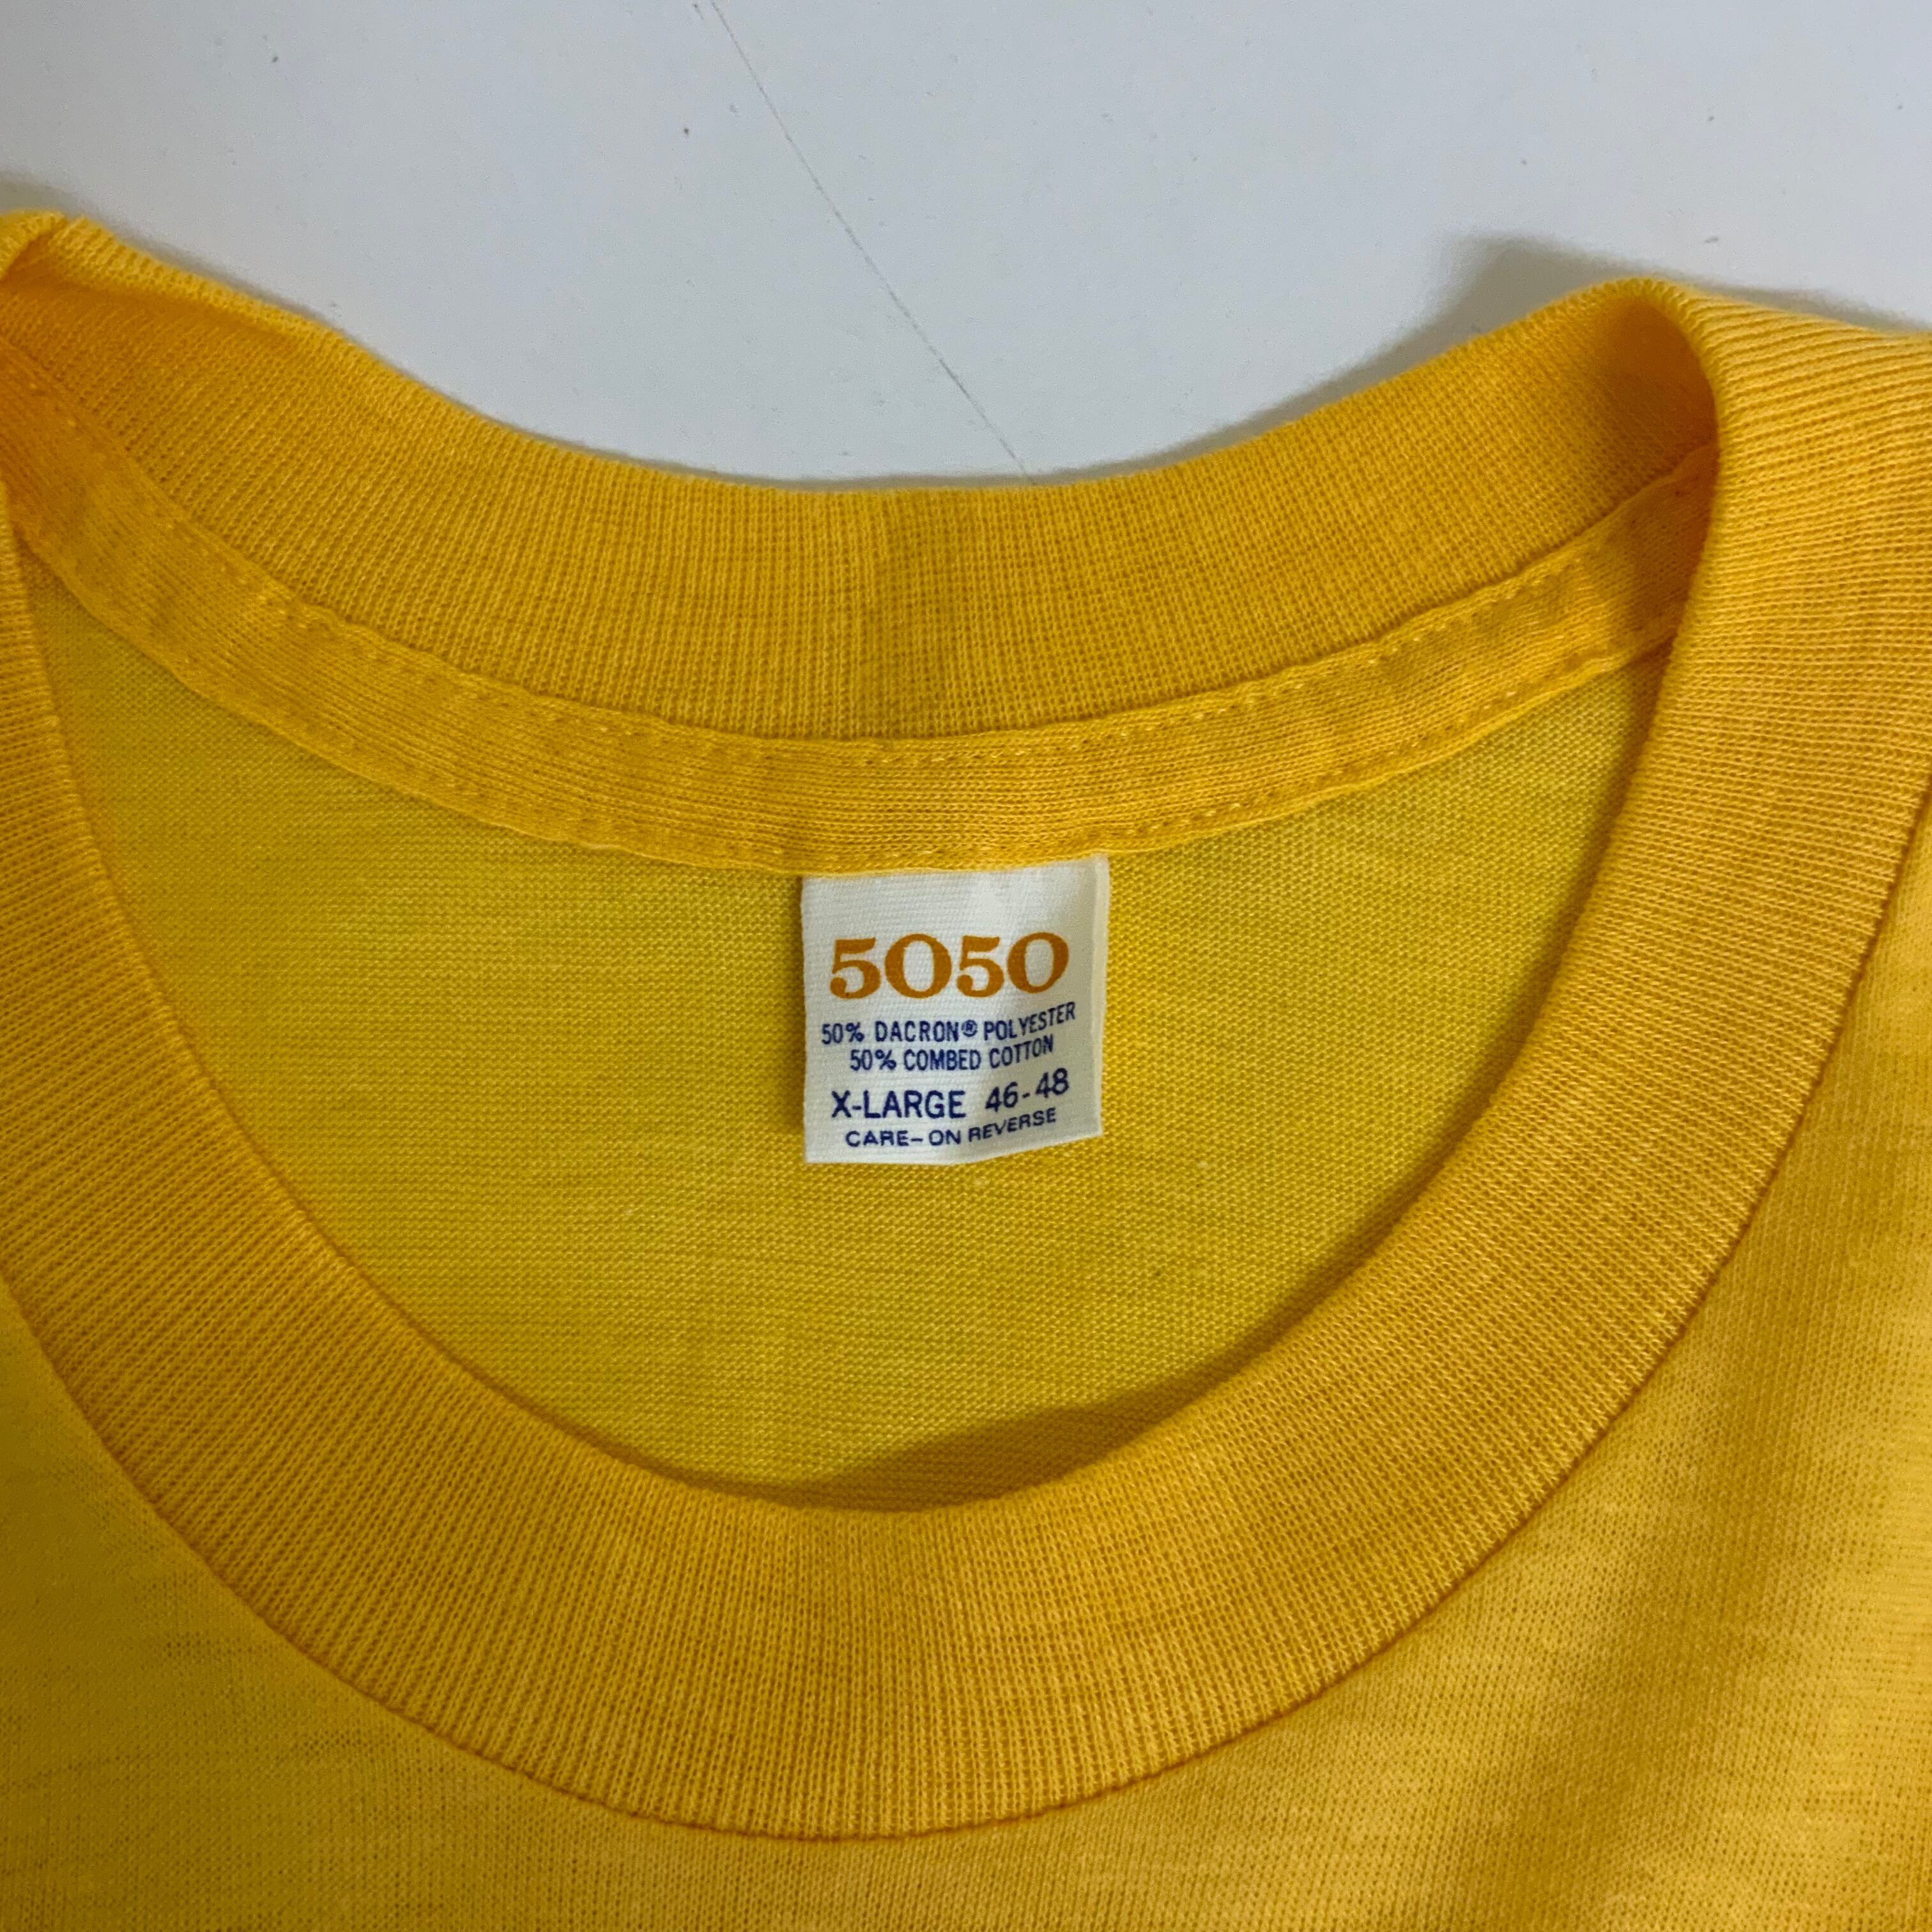 5050
50% DACRON® POLYESTER
50% COMBED COTTON
X-LARGE 46-48
CARE-ON REVERSE